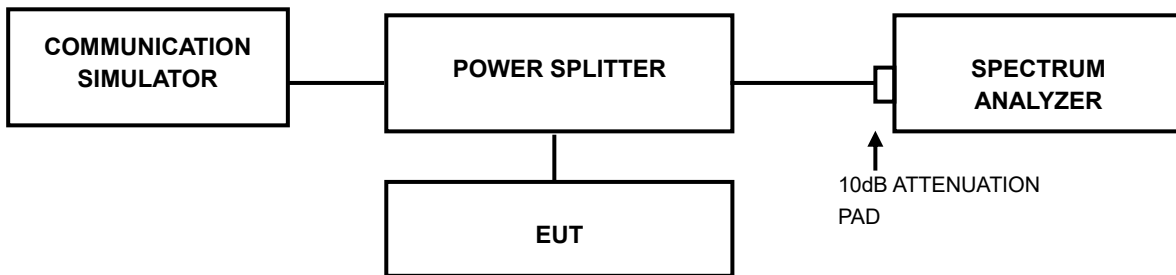 COMMUNICATION
SIMULATOR
POWER SPLITTER
SPECTRUM
ANALYZER
10dB ATTENUATION
PAD
EUT